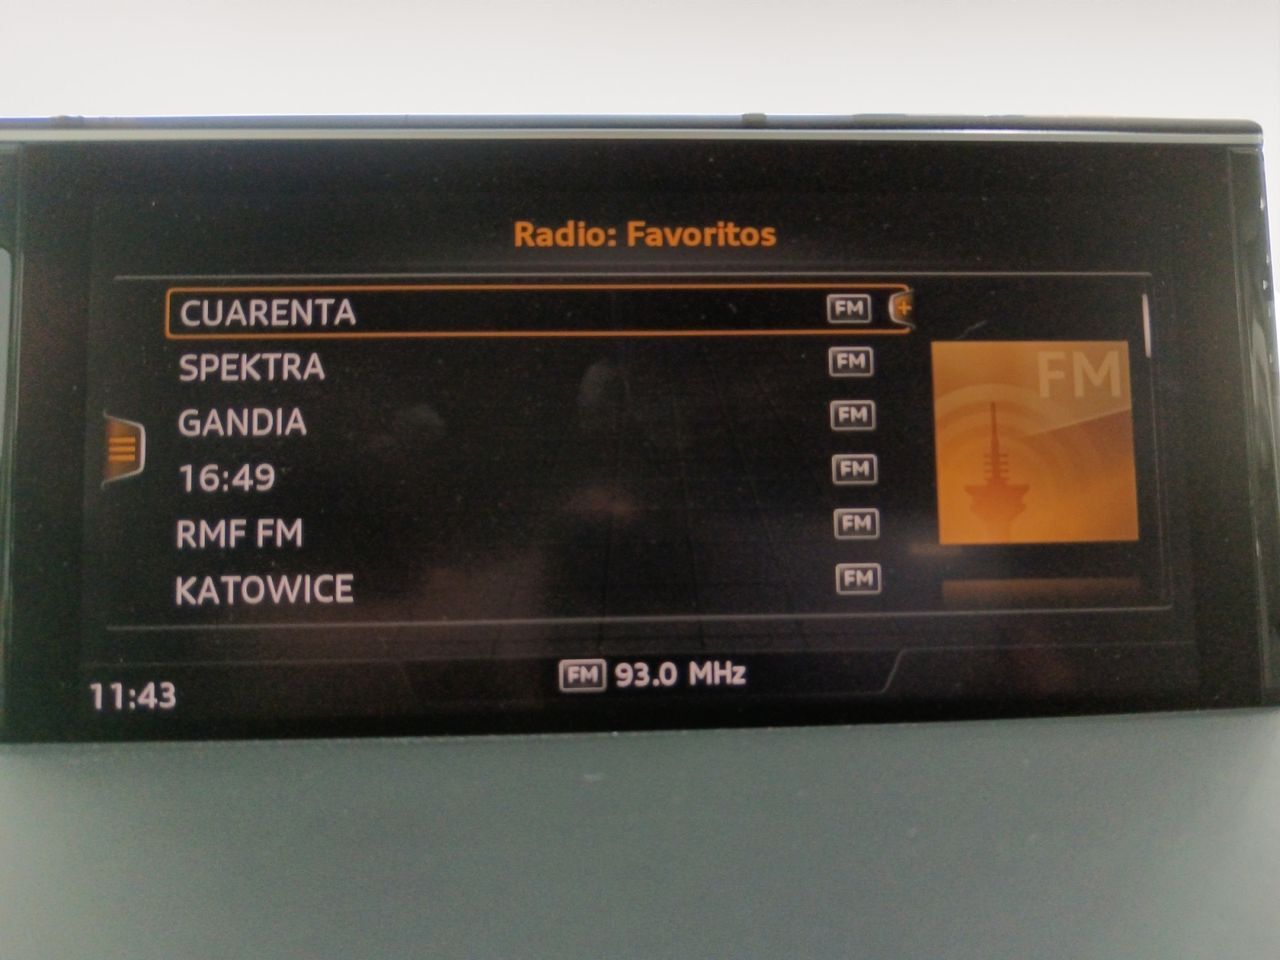 Radio: Favoritos
CUARENTA FM
SPEKTRA FM
GANDIA FM
16:49 FM
RMF FM FM
KATOWICE FM
FM
FM 93.0 MHz
11:43